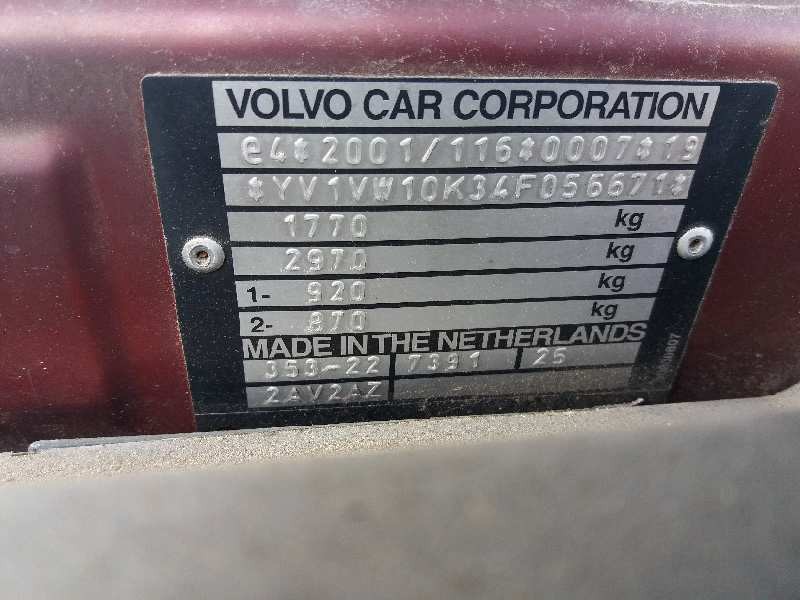 VOLVO CAR CORPORATION
e4*2001/116*0007*19
*YV1VW10K34F056671*
1770 kg
2970 kg
1- 920 kg
2- 870 kg
MADE IN THE NETHERLANDS
353-22 7391 26
2AV2AZ